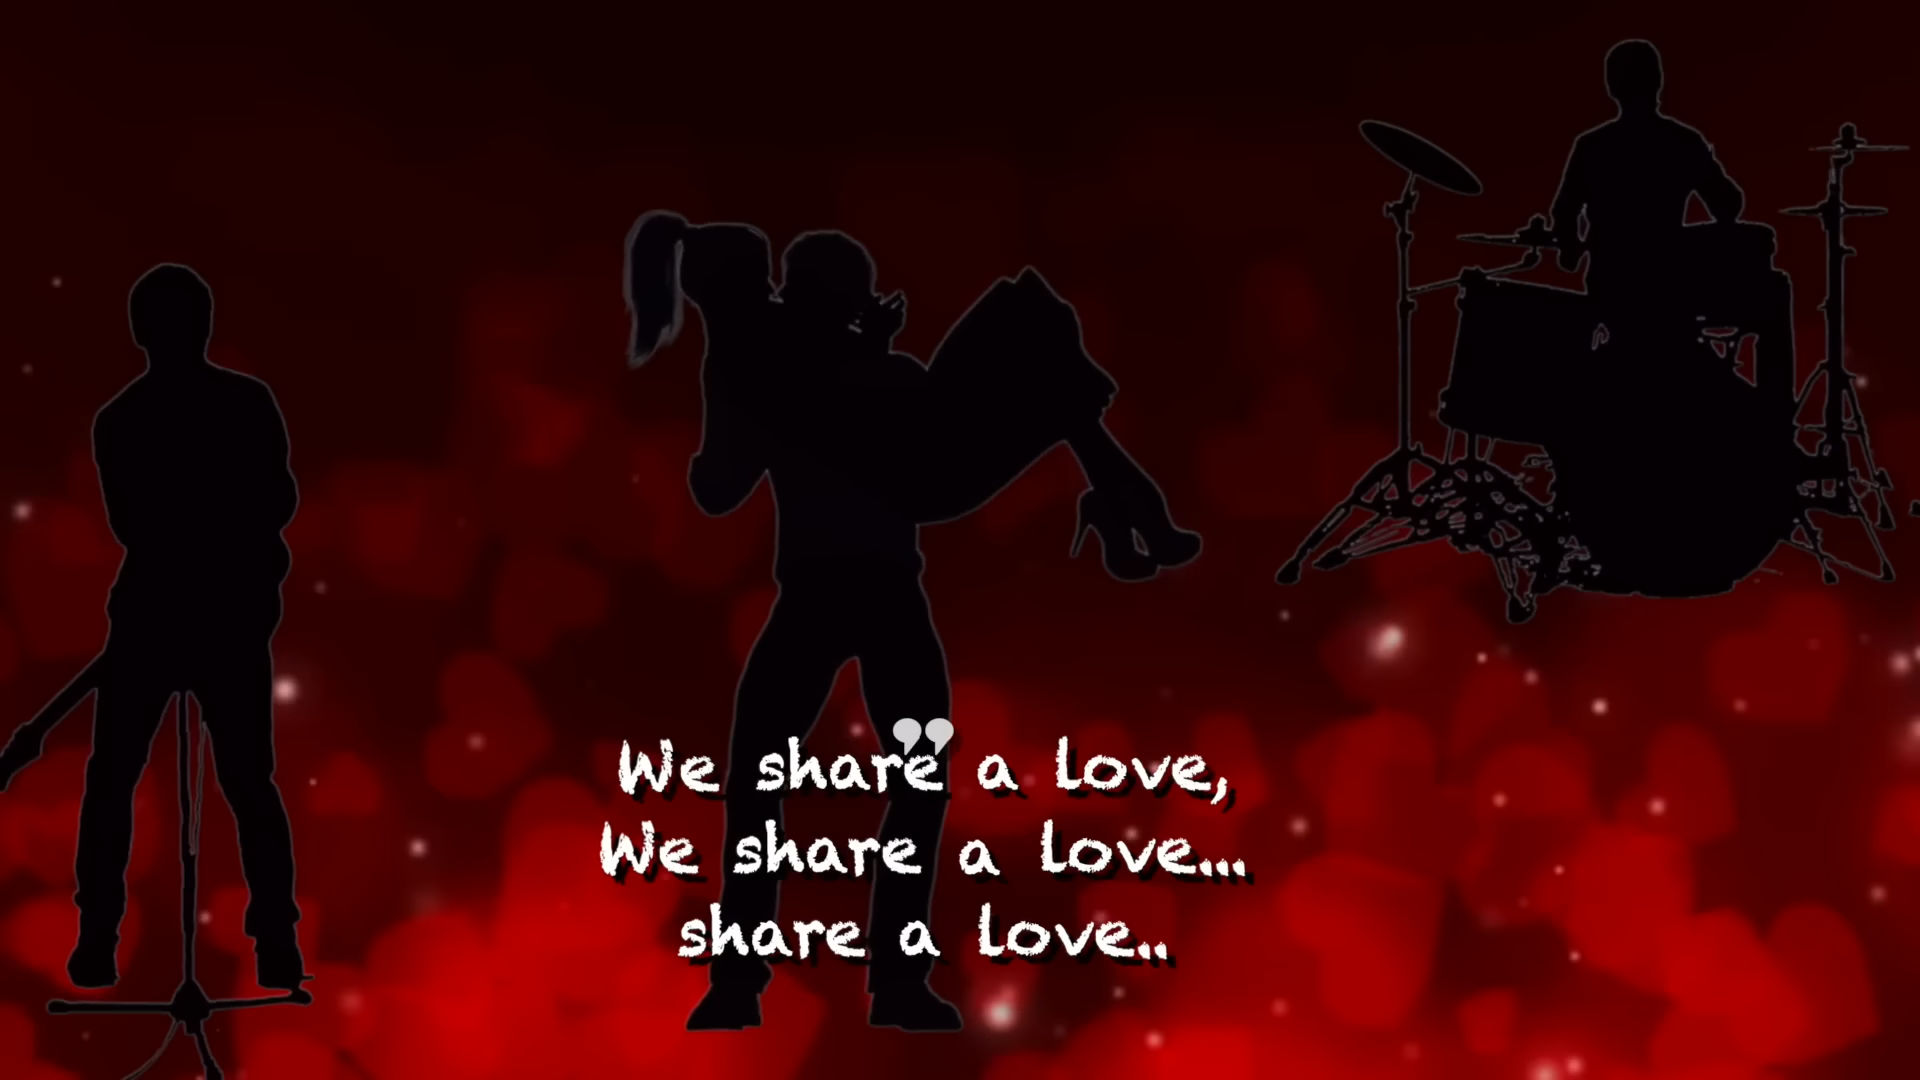 ”
We share a love,
We share a love...
share a love..